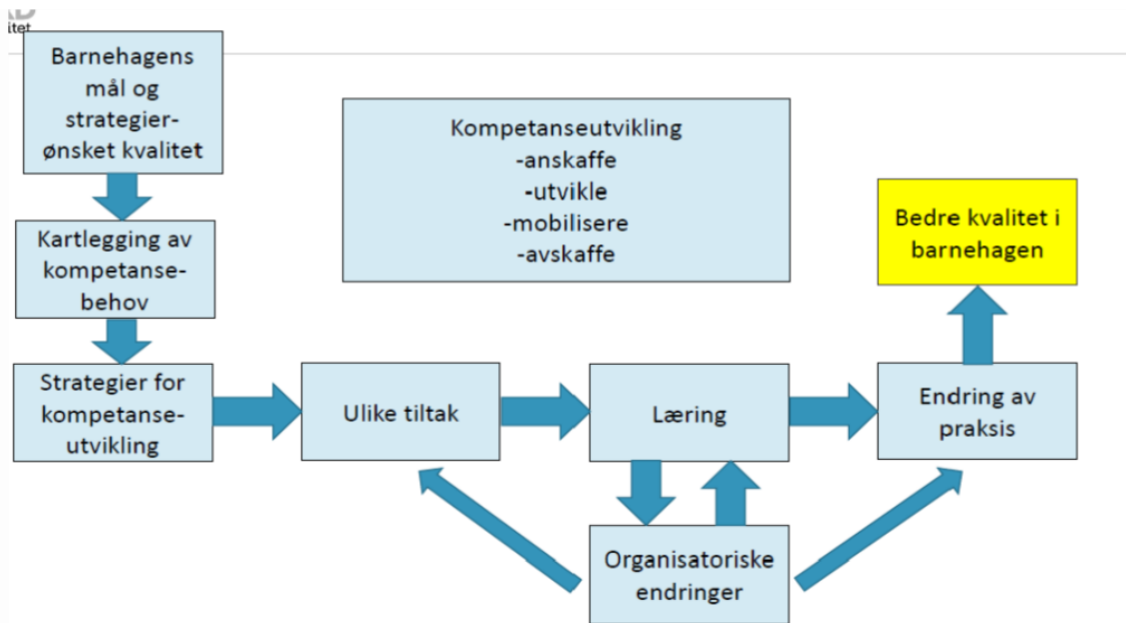 itet
Barnehagens
mål og
strategier-
ønsket kvalitet
Kompetanseutvikling
-anskaffe
-utvikle
-mobilisere
-avskaffe
Bedre kvalitet i
barnehagen
Kartlegging av
kompetanse-
behov
Strategier for
kompetanse-
utvikling
Ulike tiltak
Læring
Endring av
praksis
Organisatoriske
endringer